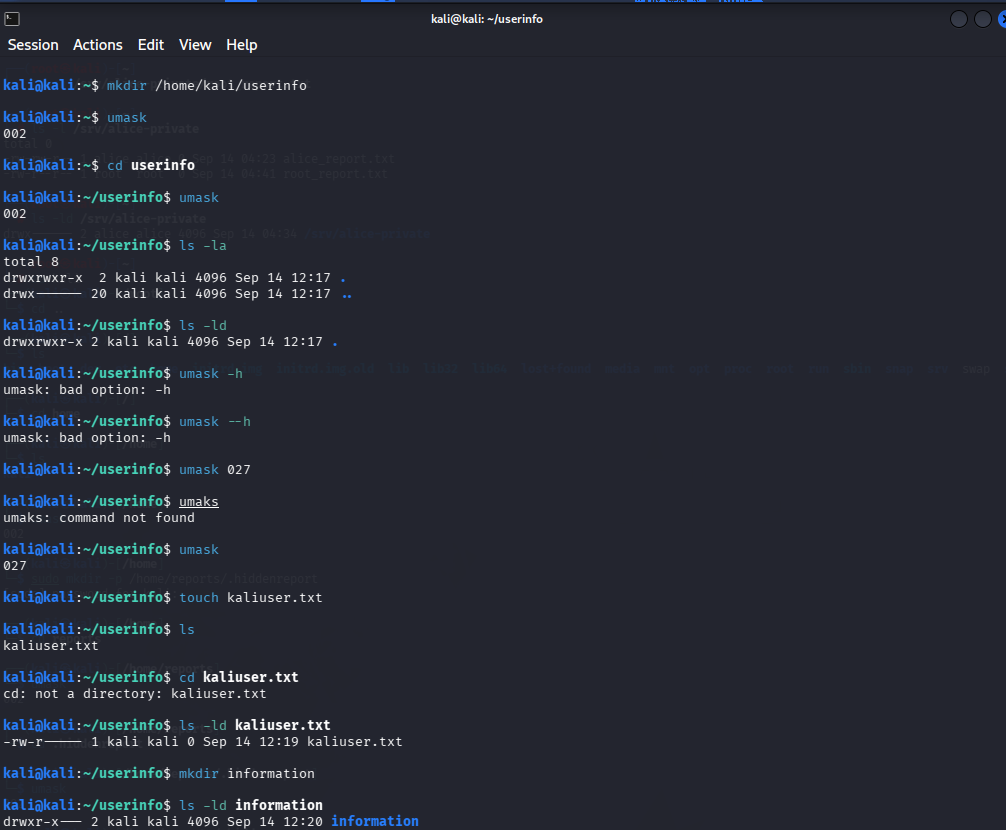 kali@kali: ~/userinfo
Session Actions Edit View Help
kali@kali:~$ mkdir /home/kali/userinfo
kali@kali:~$ umask
002
kali@kali:~$ cd userinfo
kali@kali:~/userinfo$ umask
002
kali@kali:~/userinfo$ ls -la
total 8
drwxrwxr-x  2 kali kali 4096 Sep 14 12:17 .
drwx------ 20 kali kali 4096 Sep 14 12:17 ..
kali@kali:~/userinfo$ ls -ld
drwxrwxr-x 2 kali kali 4096 Sep 14 12:17 .
kali@kali:~/userinfo$ umask -h
umask: bad option: -h
kali@kali:~/userinfo$ umask --h
umask: bad option: -h
kali@kali:~/userinfo$ umask 027
kali@kali:~/userinfo$ umaks
umaks: command not found
kali@kali:~/userinfo$ umask
027
kali@kali:~/userinfo$ touch kaliuser.txt
kali@kali:~/userinfo$ ls
kaliuser.txt
kali@kali:~/userinfo$ cd kaliuser.txt
cd: not a directory: kaliuser.txt
kali@kali:~/userinfo$ ls -ld kaliuser.txt
-rw-r----- 1 kali kali 0 Sep 14 12:19 kaliuser.txt
kali@kali:~/userinfo$ mkdir information
kali@kali:~/userinfo$ ls -ld information
drwxr-x--- 2 kali kali 4096 Sep 14 12:20 information